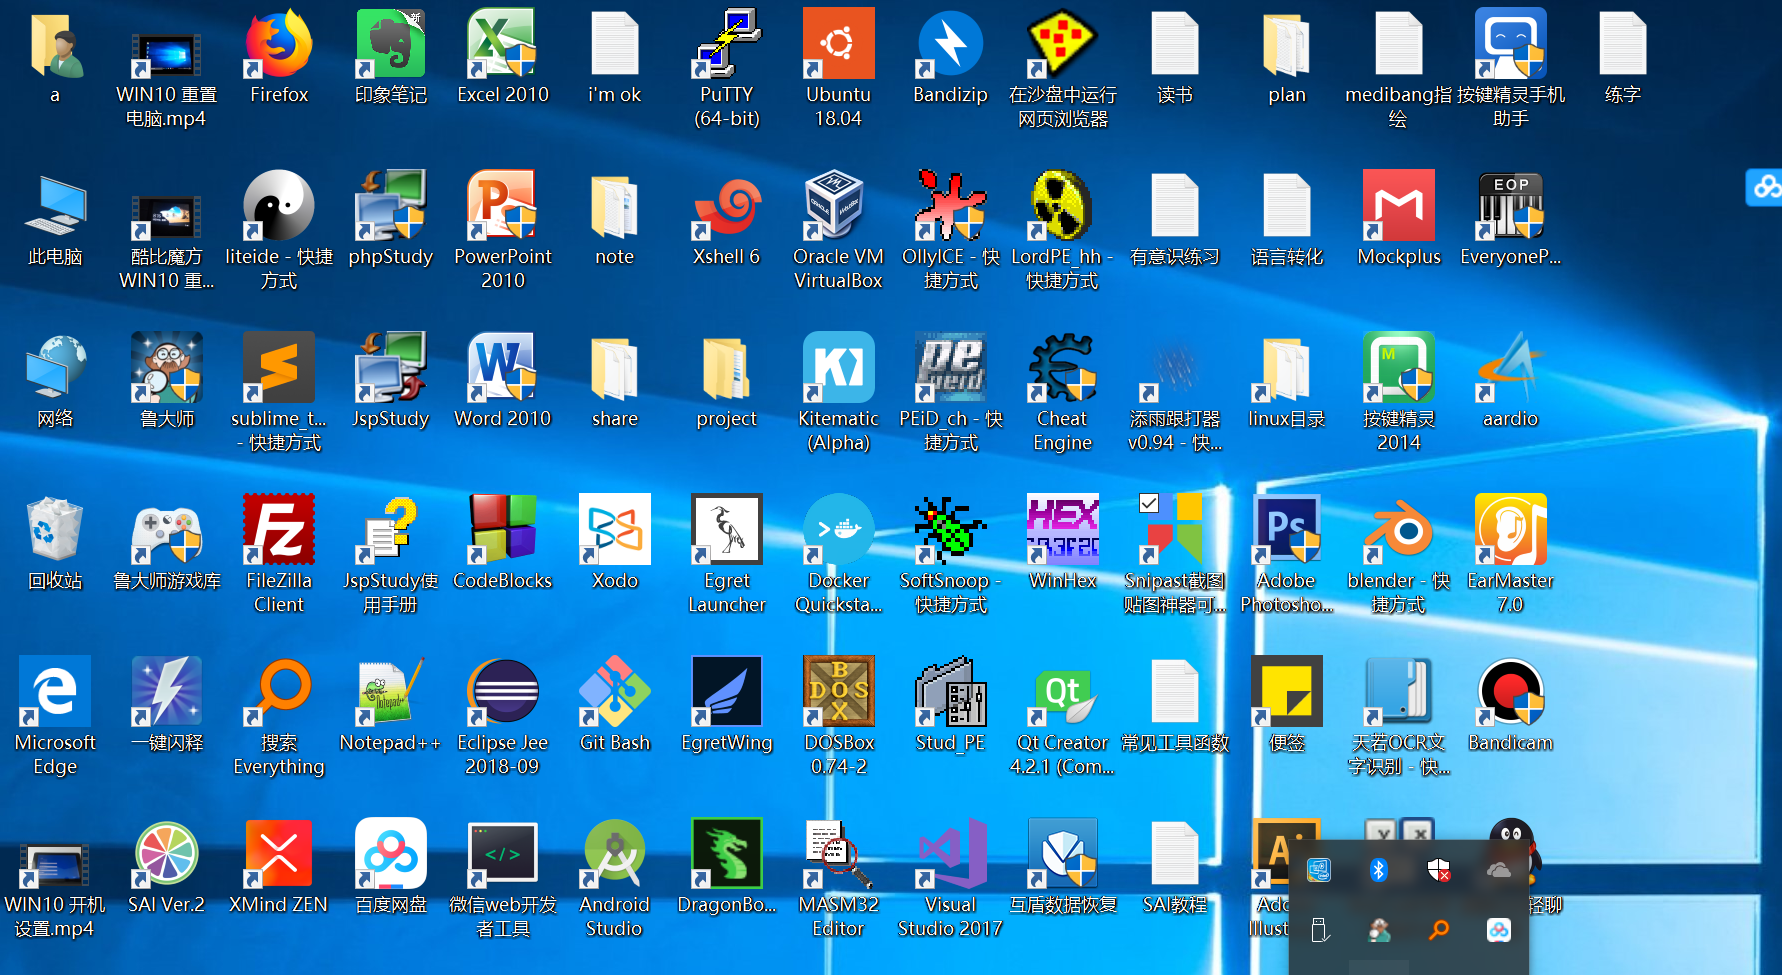 a
WIN10 重置
电脑.mp4
Firefox
新
印象笔记
Excel 2010
i'm ok
PuTTY
(64-bit)
Ubuntu
18.04
Bandizip
在沙盘中运行
网页浏览器
读书
plan
medibang指
绘
按键精灵手机
助手
练字
此电脑
酷比魔方
WIN10 重...
liteide - 快捷
方式
phpStudy
PowerPoint
2010
note
Xshell 6
Oracle VM
VirtualBox
OllyICE - 快
捷方式
LordPE_hh -
快捷方式
有意识练习
语言转化
Mockplus
EOP
EveryoneP...
网络
鲁大师
sublime_t...
- 快捷方式
JspStudy
Word 2010
share
project
Kitematic
(Alpha)
PEiD_ch - 快
捷方式
Cheat
Engine
添雨跟打器
v0.94 - 快...
linux目录
按键精灵
2014
aardio
回收站
鲁大师游戏库
FileZilla
Client
JspStudy使
用手册
CodeBlocks
Xodo
Egret
Launcher
Docker
Quicksta...
SoftSnoop -
快捷方式
HEX
WinHex
Snipast截图
贴图神器可...
Ps
Adobe
Photosho...
blender - 快
捷方式
EarMaster
7.0
Microsoft
Edge
一键闪释
搜索
Everything
Notepad++
Eclipse Jee
2018-09
Git Bash
EgretWing
DOSBox
0.74-2
Stud_PE
Qt
Qt Creator
4.2.1 (Com...
常见工具函数
便签
天若OCR文
字识别 - 快...
Bandicam
WIN10 开机
设置.mp4
SAI Ver.2
XMind ZEN
百度网盘
微信web开发
者工具
Android
Studio
DragonBo...
MASM32
Editor
Visual
Studio 2017
互盾数据恢复
SAI教程
Ai
Ado
Illust
轻聊